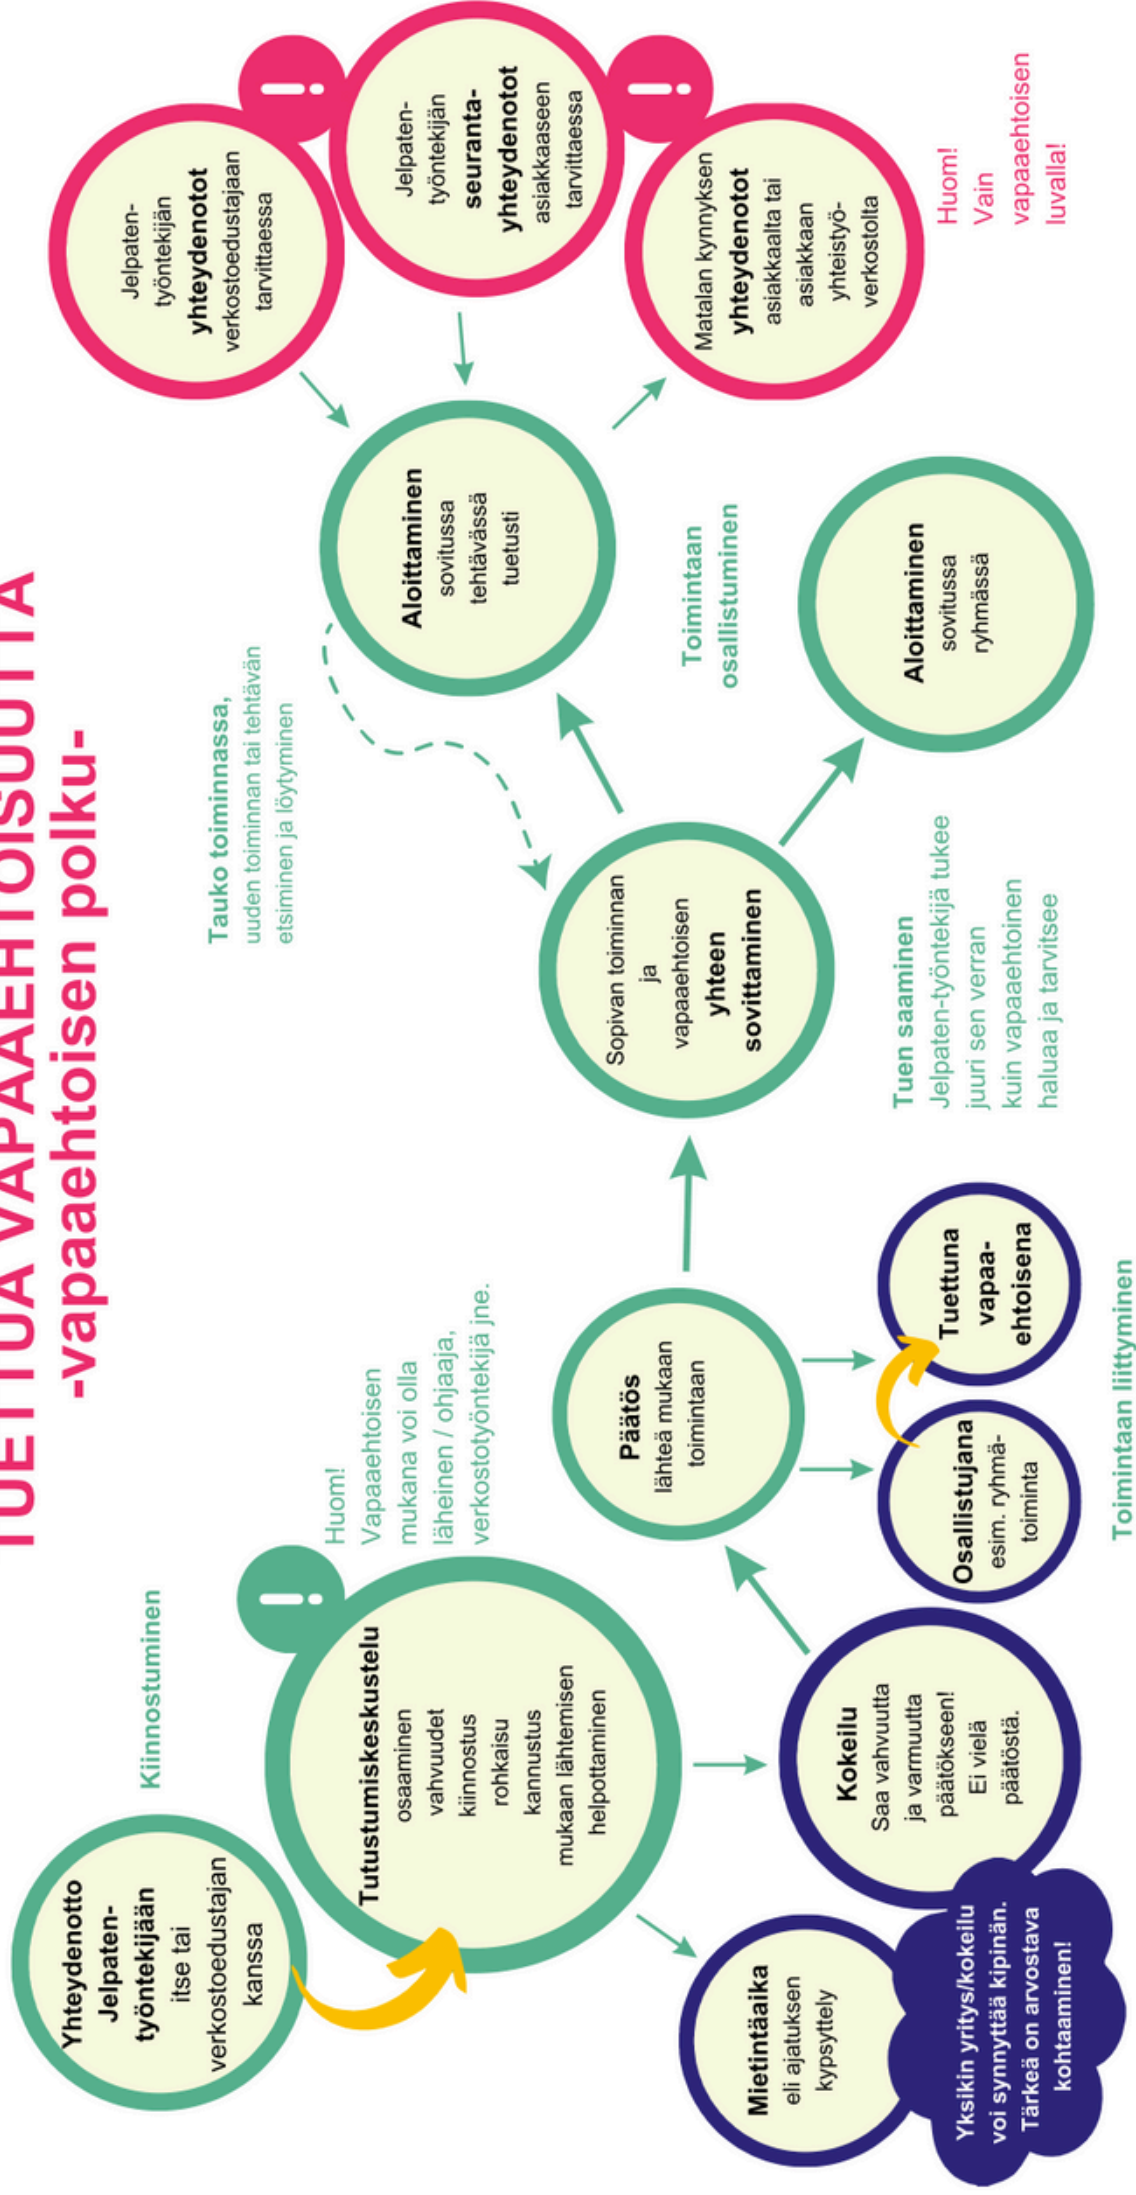 TUETTUA VAPAAEHTOISUUTTA
-vapaaehtoisen polku-
Yhteydenotto
Jelpaten-
työntekijään
itse tai
verkostoedustajan
kanssa
Kiinnostuminen
Tutustumiskeskustelu
osaaminen
vahvuudet
kiinnostus
rohkaisu
kannustus
mukaan lähtemisen
helpottaminen
!
Huom!
Vapaaehtoisen
mukana voi olla
läheinen / ohjaaja,
verkostotyöntekijä jne.
Mietintäaika
eli ajatuksen
kypsyttely
Yksikin yritys/kokeilu
voi synnyttää kipinän.
Tärkeä on arvostava
kohtaaminen!
Kokeilu
Saa vahvuutta
ja varmuutta
päätökseen!
Ei vielä
päätöstä.
Päätös
lähteä mukaan
toimintaan
Osallistujana
esim. ryhmä-
toiminta
Tuettuna
vapaa-
ehtoisena
Toimintaan liittyminen
Sopivan toiminnan
ja
vapaaehtoisen
yhteen
sovittaminen
Tuen saaminen
Jelpaten-työntekijä tukee
juuri sen verran
kuin vapaaehtoinen
haluaa ja tarvitsee
Tauko toiminnassa,
uuden toiminnan tai tehtävän
etsiminen ja löytyminen
Aloittaminen
sovitussa
tehtävässä
tuetusti
Toimintaan
osallistuminen
Aloittaminen
sovitussa
ryhmässä
Jelpaten-
työntekijän
yhteydenotot
verkostoedustajaan
tarvittaessa
!
Jelpaten-
työntekijän
seuranta-
yhteydenotot
asiakkaaseen
tarvittaessa
!
Matalan kynnyksen
yhteydenotot
asiakkaalta tai
asiakkaan
yhteistyö-
verkostolta
Huom!
Vain
vapaaehtoisen
luvalla!